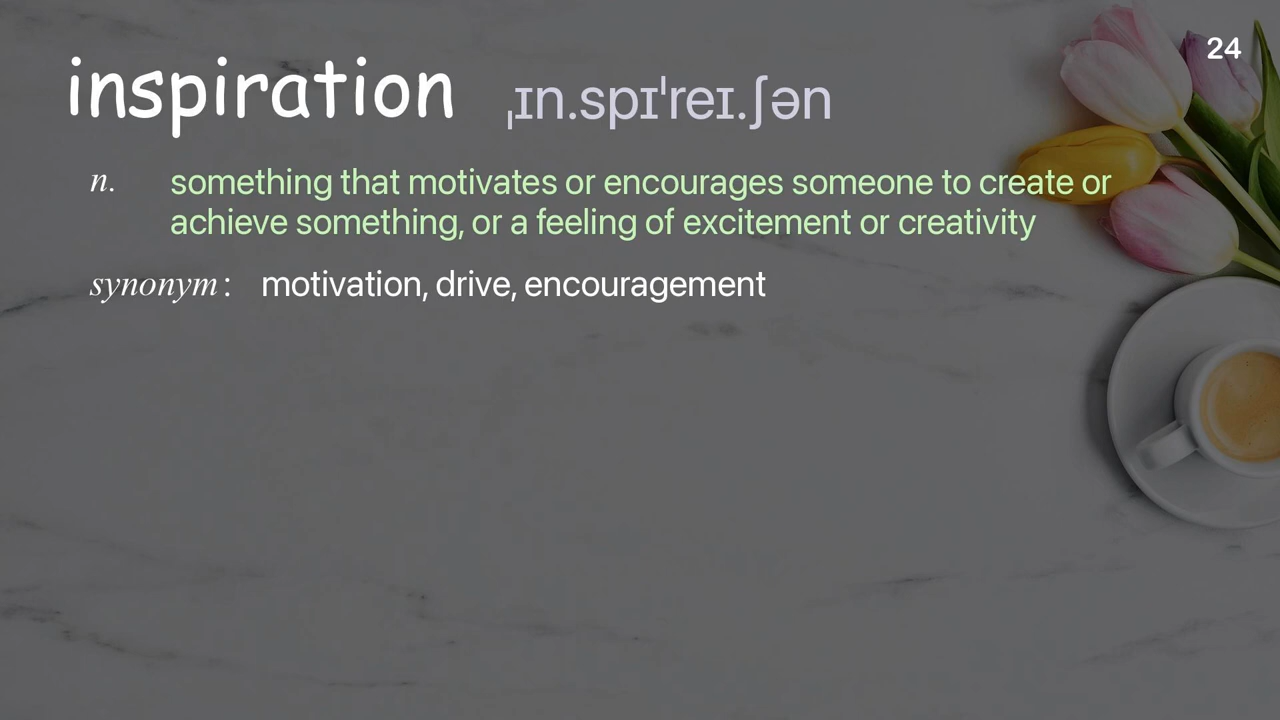 24
inspiration ˌɪn.spɪˈreɪ.ʃən
n. something that motivates or encourages someone to create or
achieve something, or a feeling of excitement or creativity
synonym: motivation, drive, encouragement